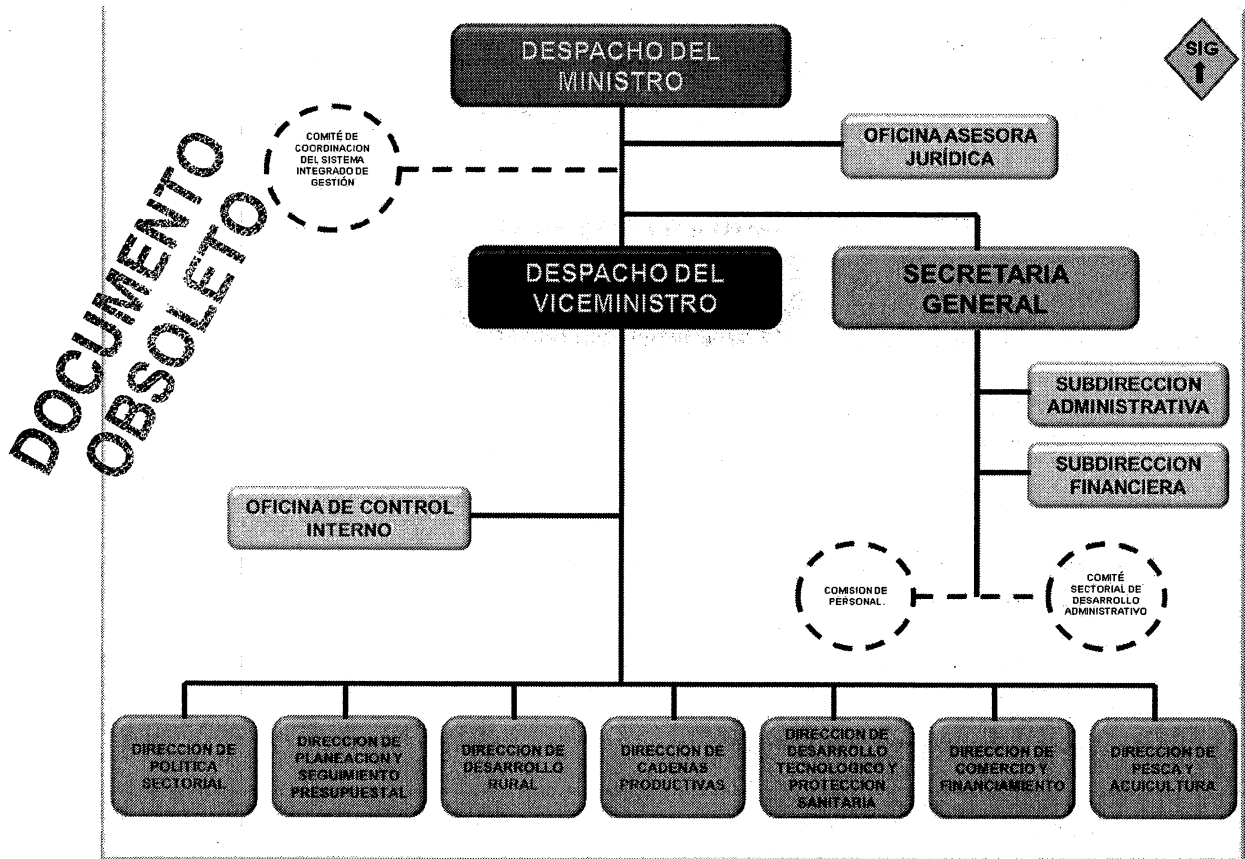 DESPACHO DEL
MINISTRO
SIG
COMITÉ DE
COORDINACION
DEL SISTEMA
INTEGRADO DE
GESTIÓN
OFICINA ASESORA
JURÍDICA
DOCUMENTO
OBSOLETO
DESPACHO DEL
VICEMINISTRO
SECRETARIA
GENERAL
SUBDIRECCION
ADMINISTRATIVA
SUBDIRECCION
FINANCIERA
OFICINA DE CONTROL
INTERNO
COMISION DE
PERSONAL.
COMITÉ
SECTORIAL DE
DESARROLLO
ADMINISTRATIVO
DIRECCION DE
POLITICA
SECTORIAL
DIRECCION DE
PLANEACION Y
SEGUIMIENTO
PRESUPUESTAL
DIRECCION DE
DESARROLLO
RURAL
DIRECCION DE
CADENAS
PRODUCTIVAS
DIRECCION DE
DESARROLLO
TECNOLOGICO Y
PROTECCION
SANITARIA
DIRECCION DE
COMERCIO Y
FINANCIAMIENTO
DIRECCION DE
PESCA Y
ACUICULTURA